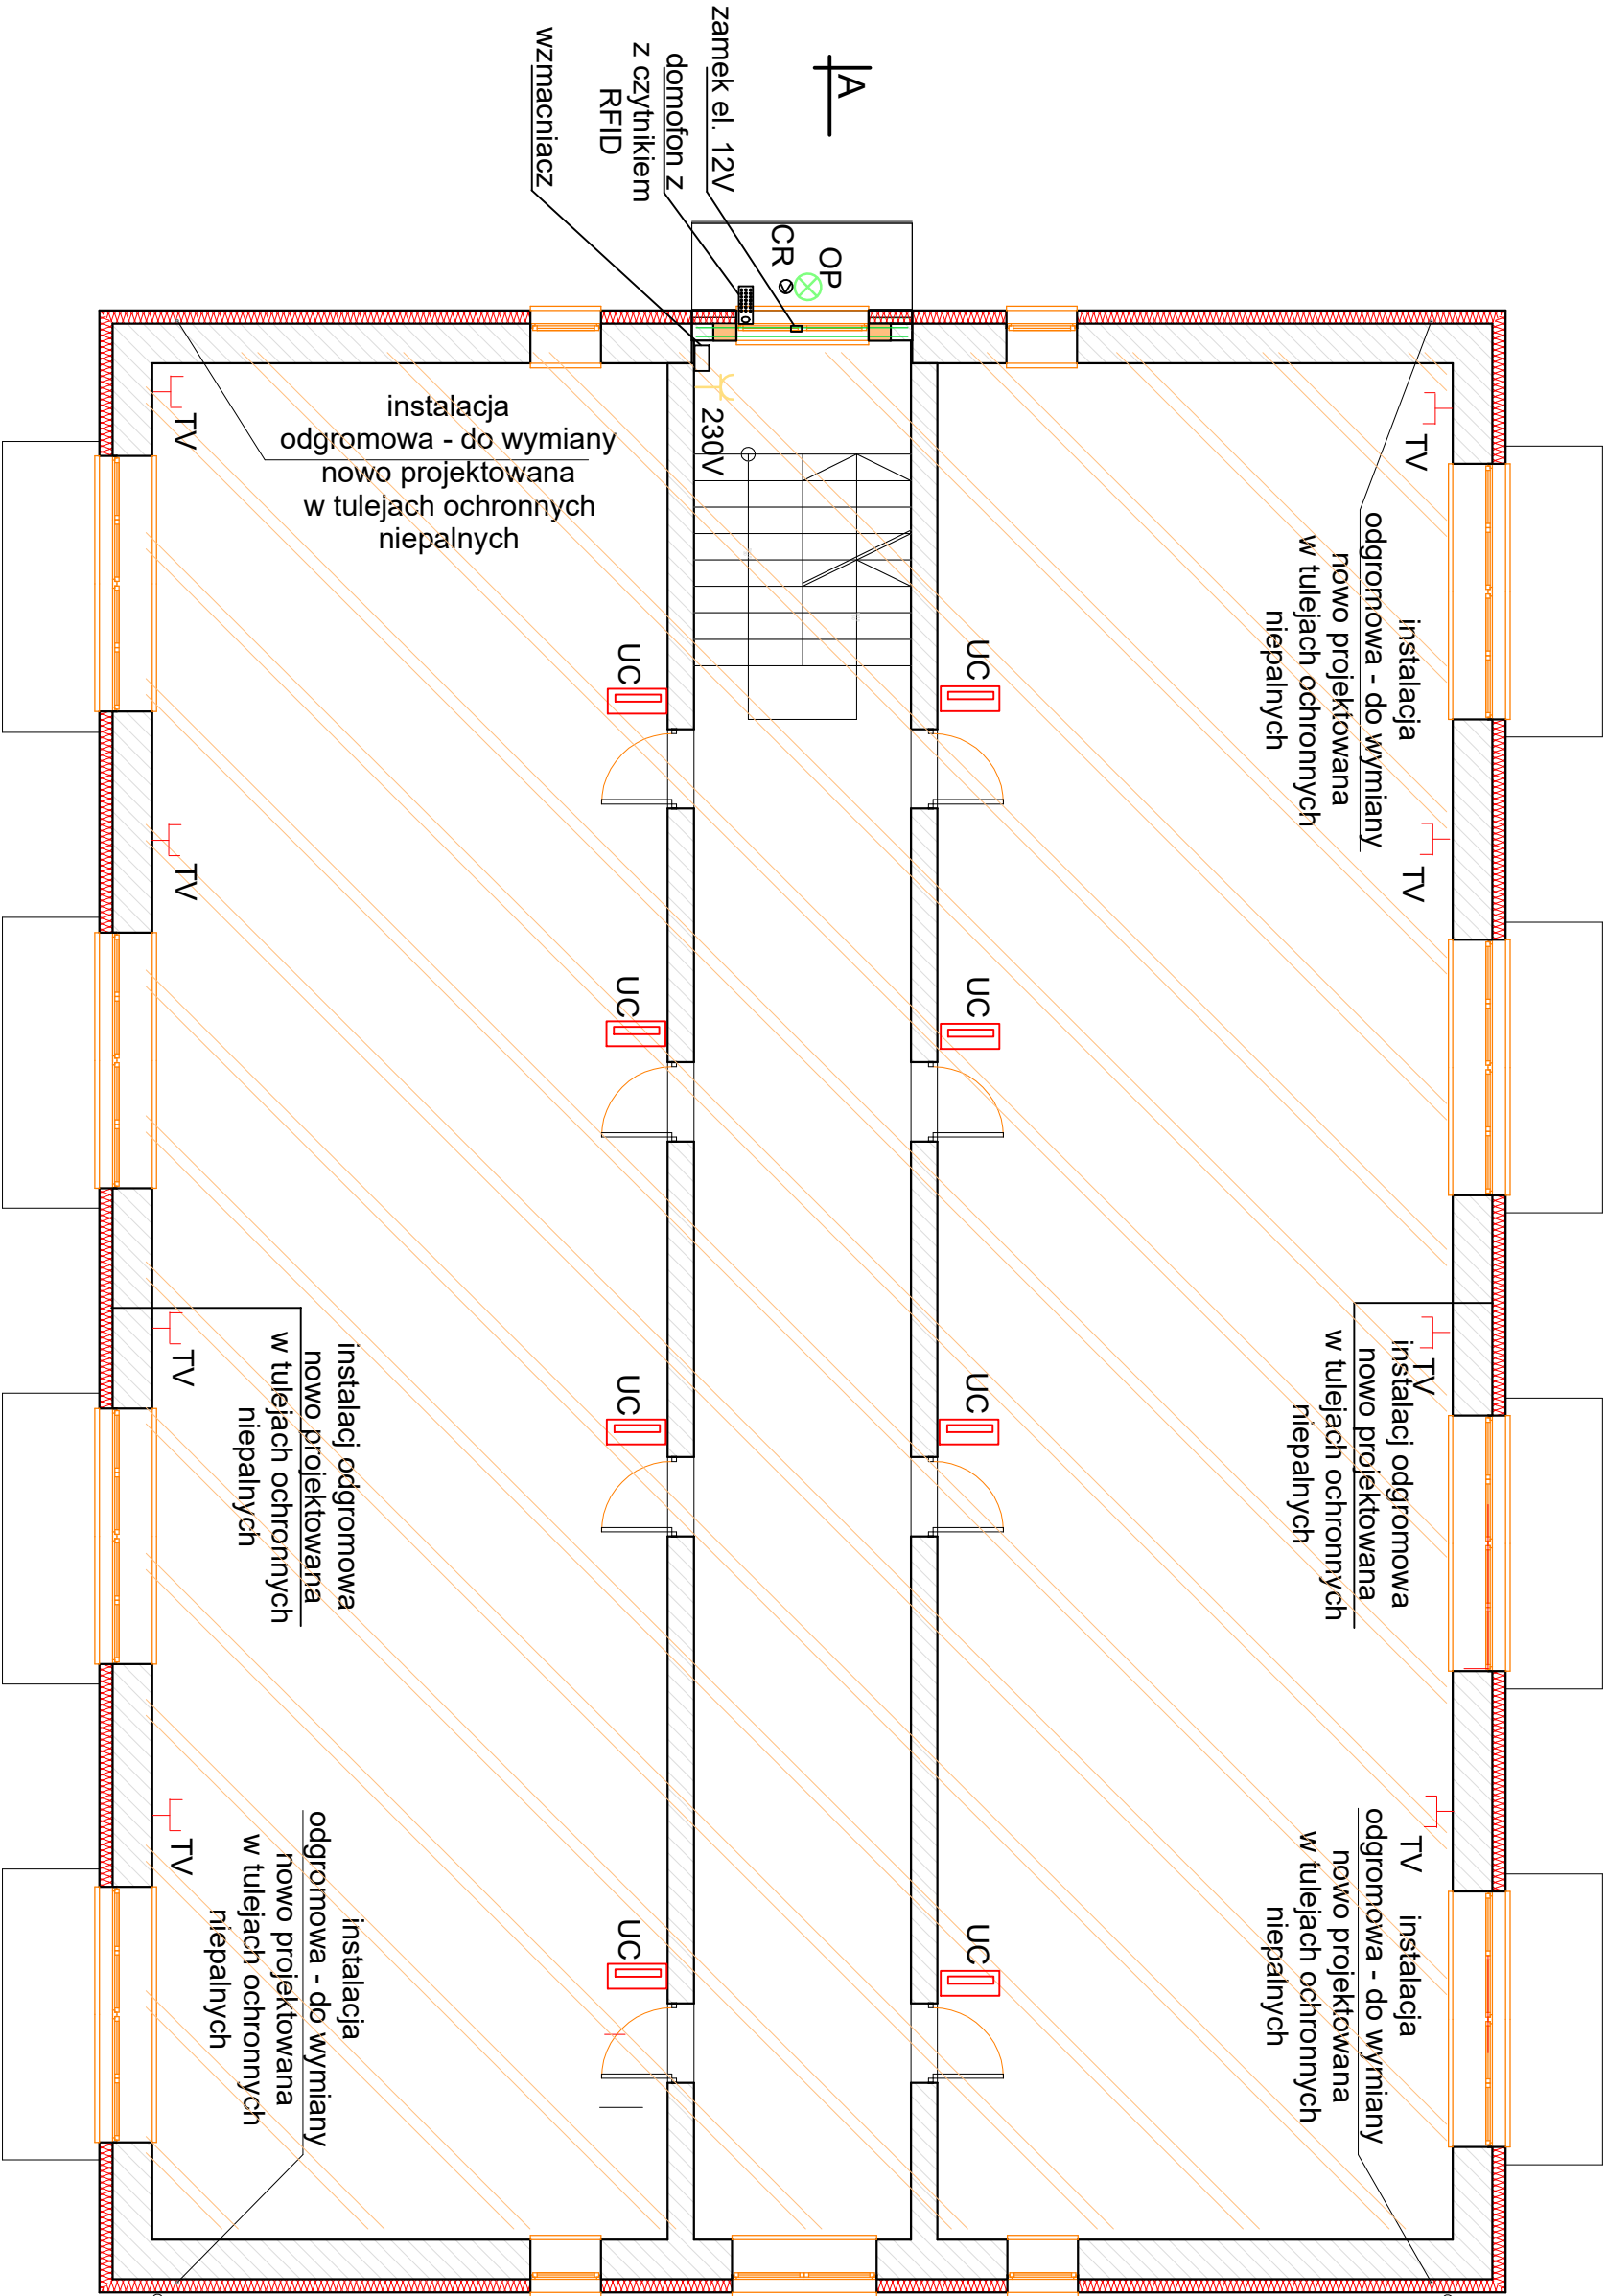 A
zamek el. 12V
domofon z
z czytnikiem
RFID
wzmacniacz
OP
CR
230V
instalacja
odgromowa - do wymiany
nowo projektowana
w tulejach ochronnych
niepalnych
TV
TV
instalacja
odgromowa - do wymiany
nowo projektowana
w tulejach ochronnych
niepalnych
UC
UC
TV
TV
UC
UC
TV
instalacj odgromowa
nowo projektowana
w tulejach ochronnych
niepalnych
TV
instalacj odgromowa
nowo projektowana
w tulejach ochronnych
niepalnych
UC
UC
TV
TV
instalacja
odgromowa - do wymiany
nowo projektowana
w tulejach ochronnych
niepalnych
instalacja
odgromowa - do wymiany
nowo projektowana
w tulejach ochronnych
niepalnych
UC
UC